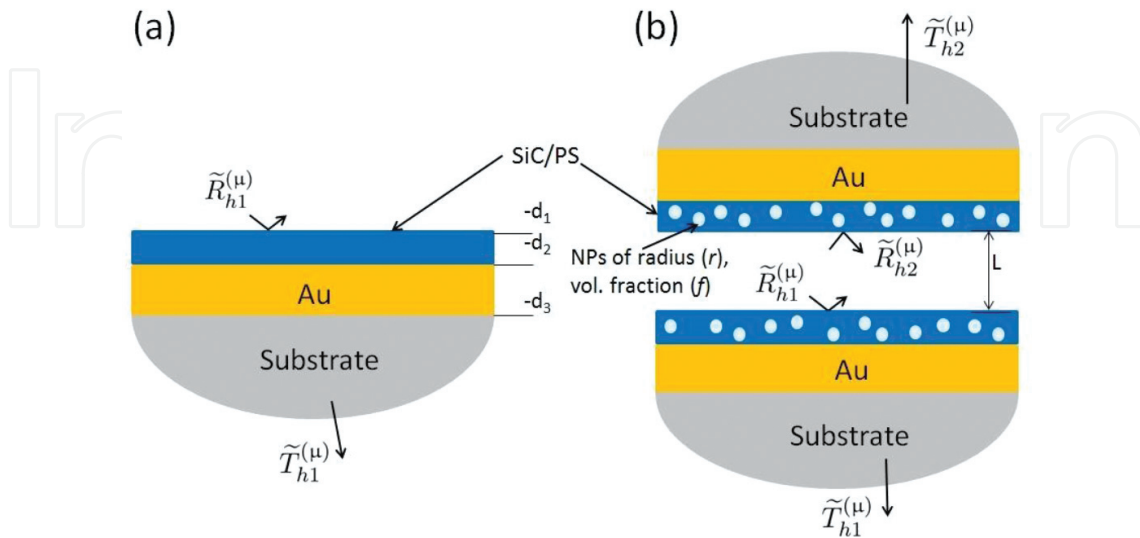 (a)
R̃h1(μ)
-d1
-d2
Au
-d3
Substrate
T̃h1(μ)
SiC/PS
NPs of radius (r),
vol. fraction (f)
(b)
T̃h2(μ)
Substrate
Au
R̃h2(μ)
R̃h1(μ)
L
Au
Substrate
T̃h1(μ)